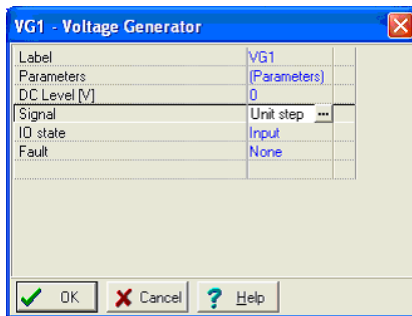 VG1 - Voltage Generator
Label VG1
Parameters (Parameters)
DC Level [V] 0
Signal Unit step ...
IO state Input
Fault None
OK Cancel ? Help